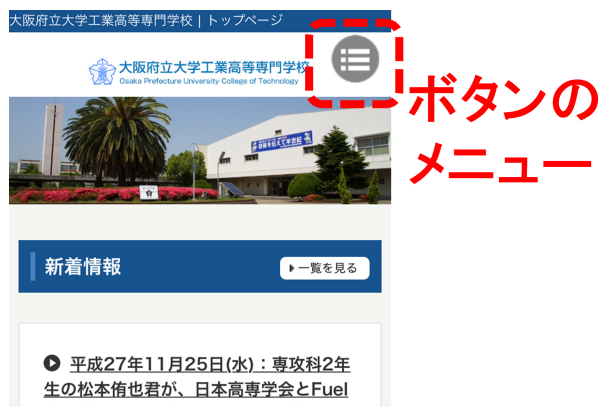 大阪府立大学工業高等専門学校 | トップページ
大阪府立大学工業高等専門学校
Osaka Prefecture University College of Technology
ボタンの
メニュー
新着情報
一覧を見る
平成27年11月25日(水)：専攻科2年
生の松本侑也君が、日本高専学会とFuel